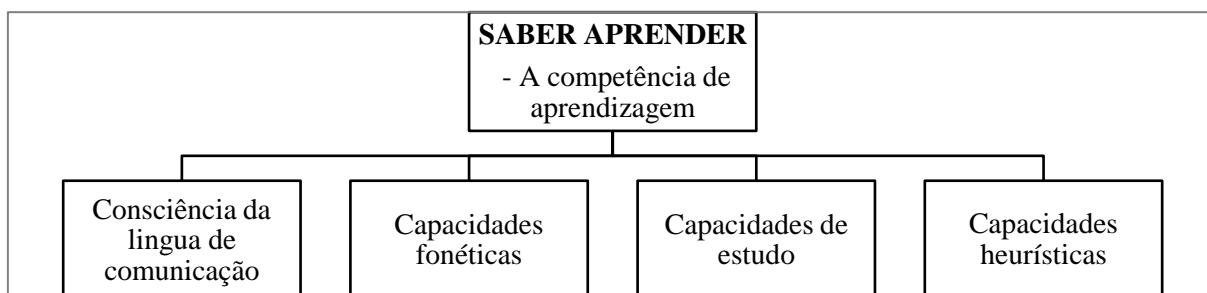 SABER APRENDER
- A competência de
aprendizagem
Consciência da
lingua de
comunicação
Capacidades
fonéticas
Capacidades de
estudo
Capacidades
heurísticas